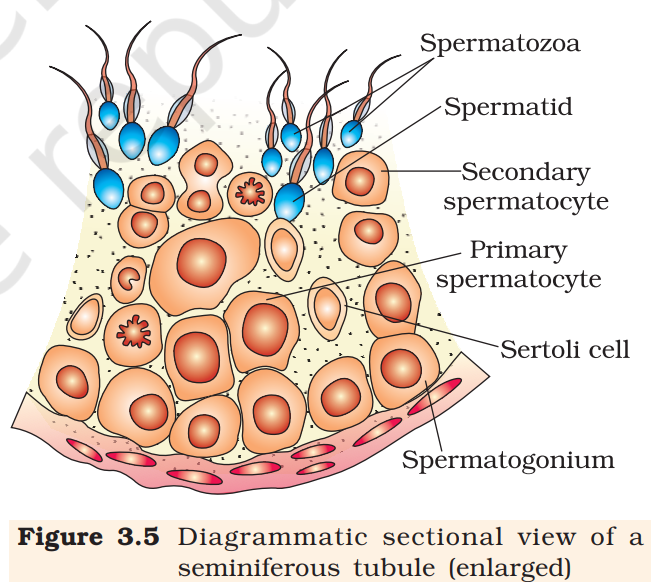 Spermatozoa
Spermatid
Secondary
spermatocyte
Primary
spermatocyte
Sertoli cell
Spermatogonium
Figure 3.5 Diagrammatic sectional view of a
seminiferous tubule (enlarged)